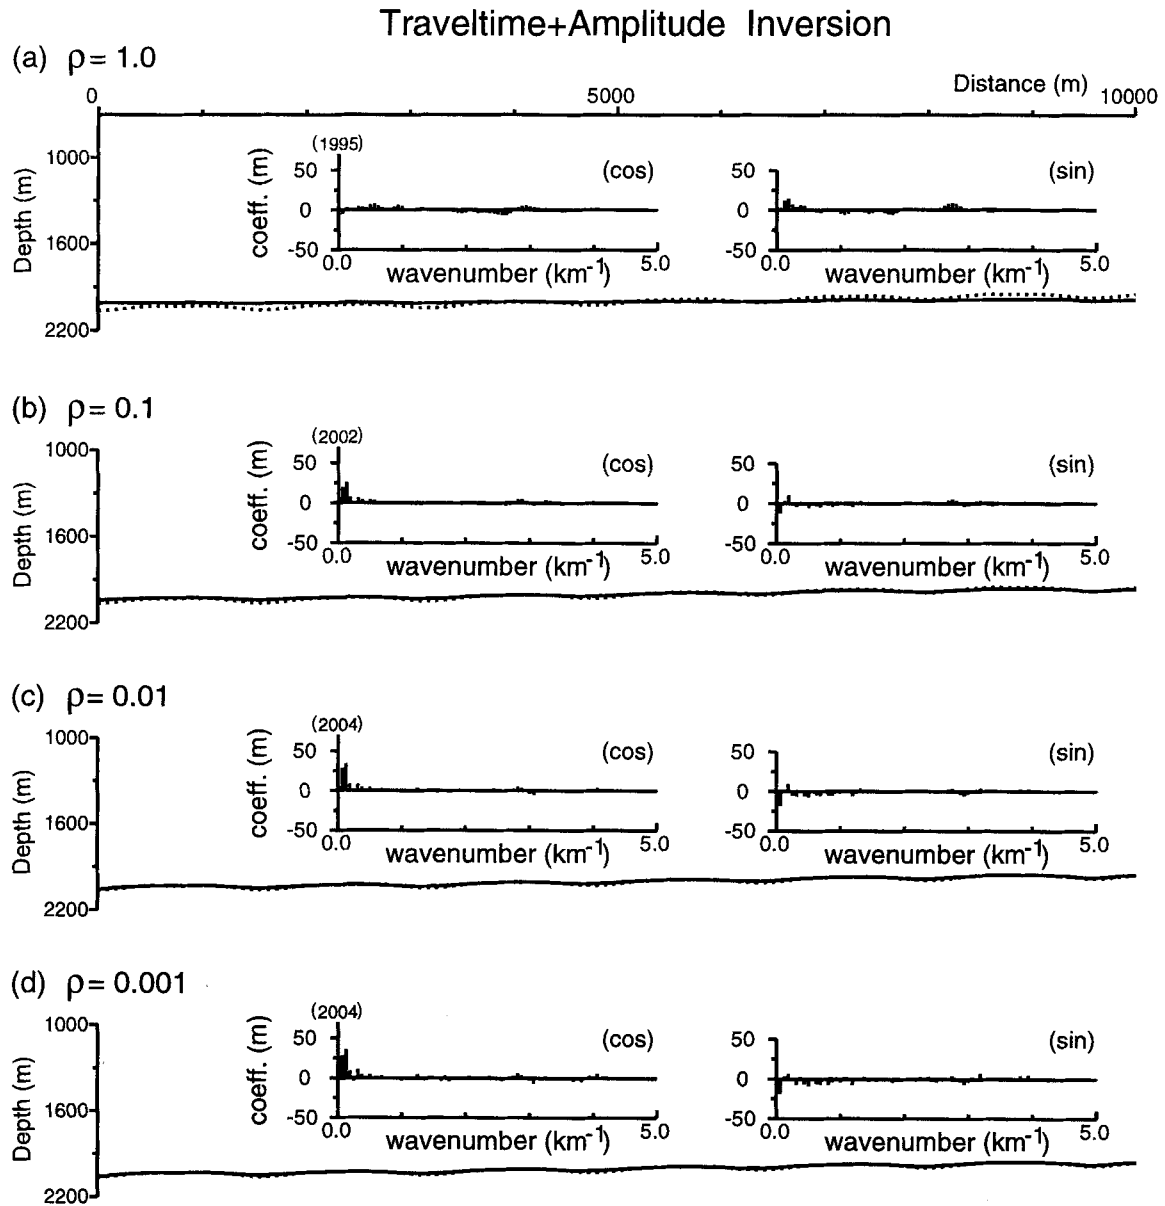 Traveltime+Amplitude Inversion
(a) ρ= 1.0
Distance (m)
0 5000 10000
Depth (m)
1000
1600
2200
(1995)
coeff. (m)
50
0
-50
(cos)
0.0 5.0
wavenumber (km-1)
50
0
-50
(sin)
0.0 5.0
wavenumber (km-1)
(b) ρ= 0.1
Depth (m)
1000
1600
2200
(2002)
coeff. (m)
50
0
-50
(cos)
0.0 5.0
wavenumber (km-1)
50
0
-50
(sin)
0.0 5.0
wavenumber (km-1)
(c) ρ= 0.01
Depth (m)
1000
1600
2200
(2004)
coeff. (m)
50
0
-50
(cos)
0.0 5.0
wavenumber (km-1)
50
0
-50
(sin)
0.0 5.0
wavenumber (km-1)
(d) ρ= 0.001
Depth (m)
1000
1600
2200
(2004)
coeff. (m)
50
0
-50
(cos)
0.0 5.0
wavenumber (km-1)
50
0
-50
(sin)
0.0 5.0
wavenumber (km-1)